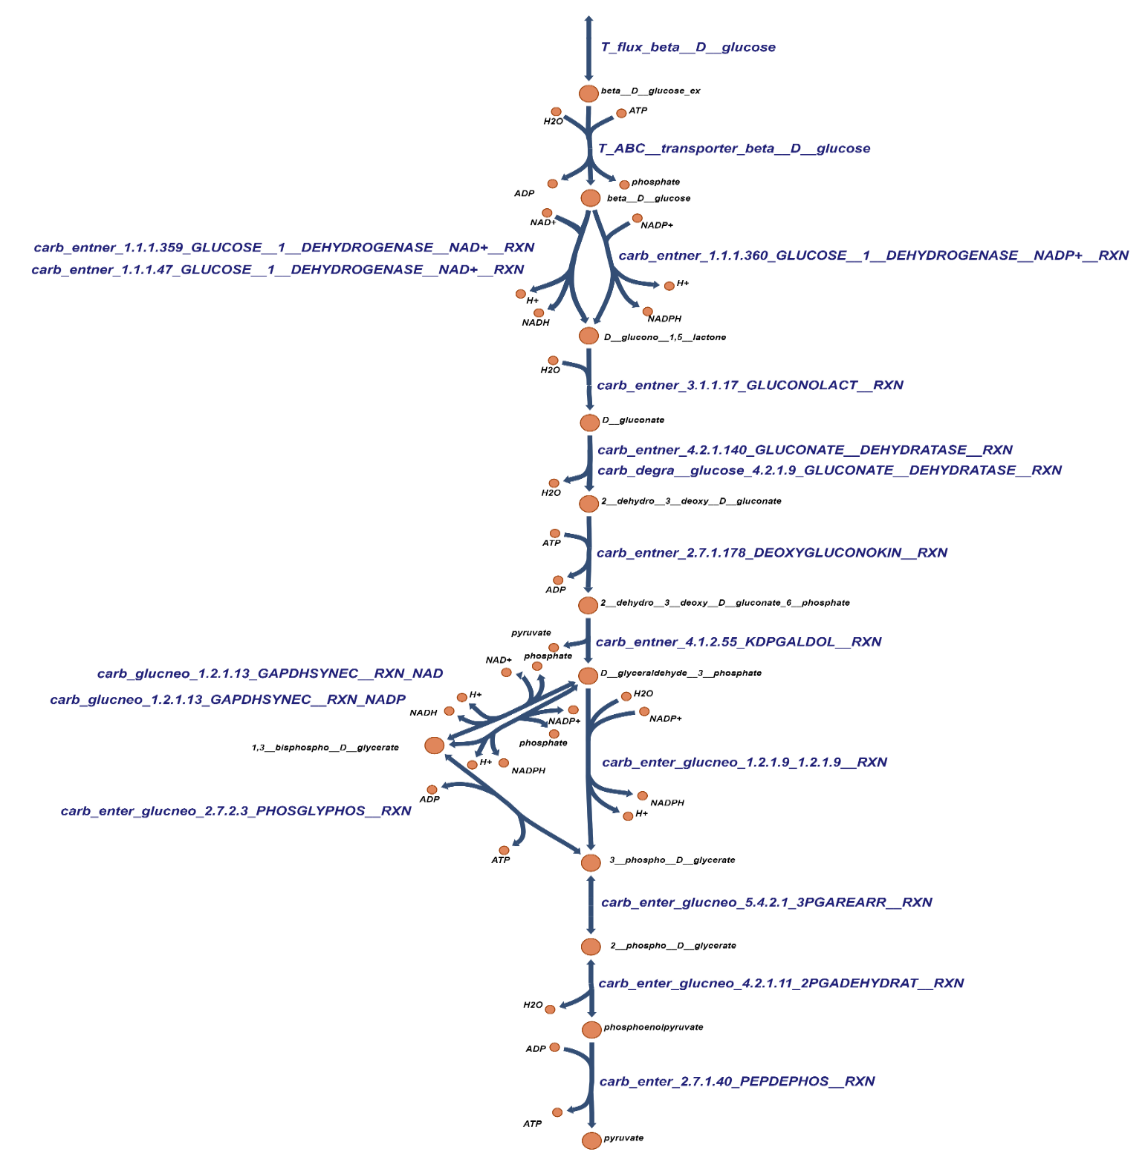 T_flux_beta__D__glucose
beta__D__glucose_ex
H2O
ATP
T_ABC__transporter_beta__D__glucose
ADP
phosphate
beta__D__glucose
NAD+
NADP+
carb_entner_1.1.1.359_GLUCOSE__1__DEHYDROGENASE__NAD+__RXN
carb_entner_1.1.1.360_GLUCOSE__1__DEHYDROGENASE__NADP+__RXN
carb_entner_1.1.1.47_GLUCOSE__1__DEHYDROGENASE__NAD+__RXN
H+
H+
NADH
NADPH
D__glucono__1,5__lactone
H2O
carb_entner_3.1.1.17_GLUCONOLACT__RXN
D__gluconate
carb_entner_4.2.1.140_GLUCONATE__DEHYDRATASE__RXN
carb_degra__glucose_4.2.1.9_GLUCONATE__DEHYDRATASE__RXN
H2O
2__dehydro__3__deoxy__D__gluconate
ATP
carb_entner_2.7.1.178_DEOXYGLUCONOKIN__RXN
ADP
2__dehydro__3__deoxy__D__gluconate_6__phosphate
pyruvate
carb_entner_4.1.2.55_KDPGALDOL__RXN
phosphate
NAD+
carb_glucneo_1.2.1.13_GAPDHSYNEC__RXN_NAD
D__glyceraldehyde__3__phosphate
carb_glucneo_1.2.1.13_GAPDHSYNEC__RXN_NADP
H+
H2O
NADH
NADP+
NADP+
phosphate
1,3__bisphospho__D__glycerate
H+
NADPH
carb_enter_glucneo_1.2.1.9_1.2.1.9__RXN
ADP
NADPH
carb_enter_glucneo_2.7.2.3_PHOSGLYPHOS__RXN
H+
ATP
3__phospho__D__glycerate
carb_enter_glucneo_5.4.2.1_3PGAREARR__RXN
2__phospho__D__glycerate
carb_enter_glucneo_4.2.1.11_2PGADEHYDRAT__RXN
H2O
phosphoenolpyruvate
ADP
carb_enter_2.7.1.40_PEPDEPHOS__RXN
ATP
pyruvate